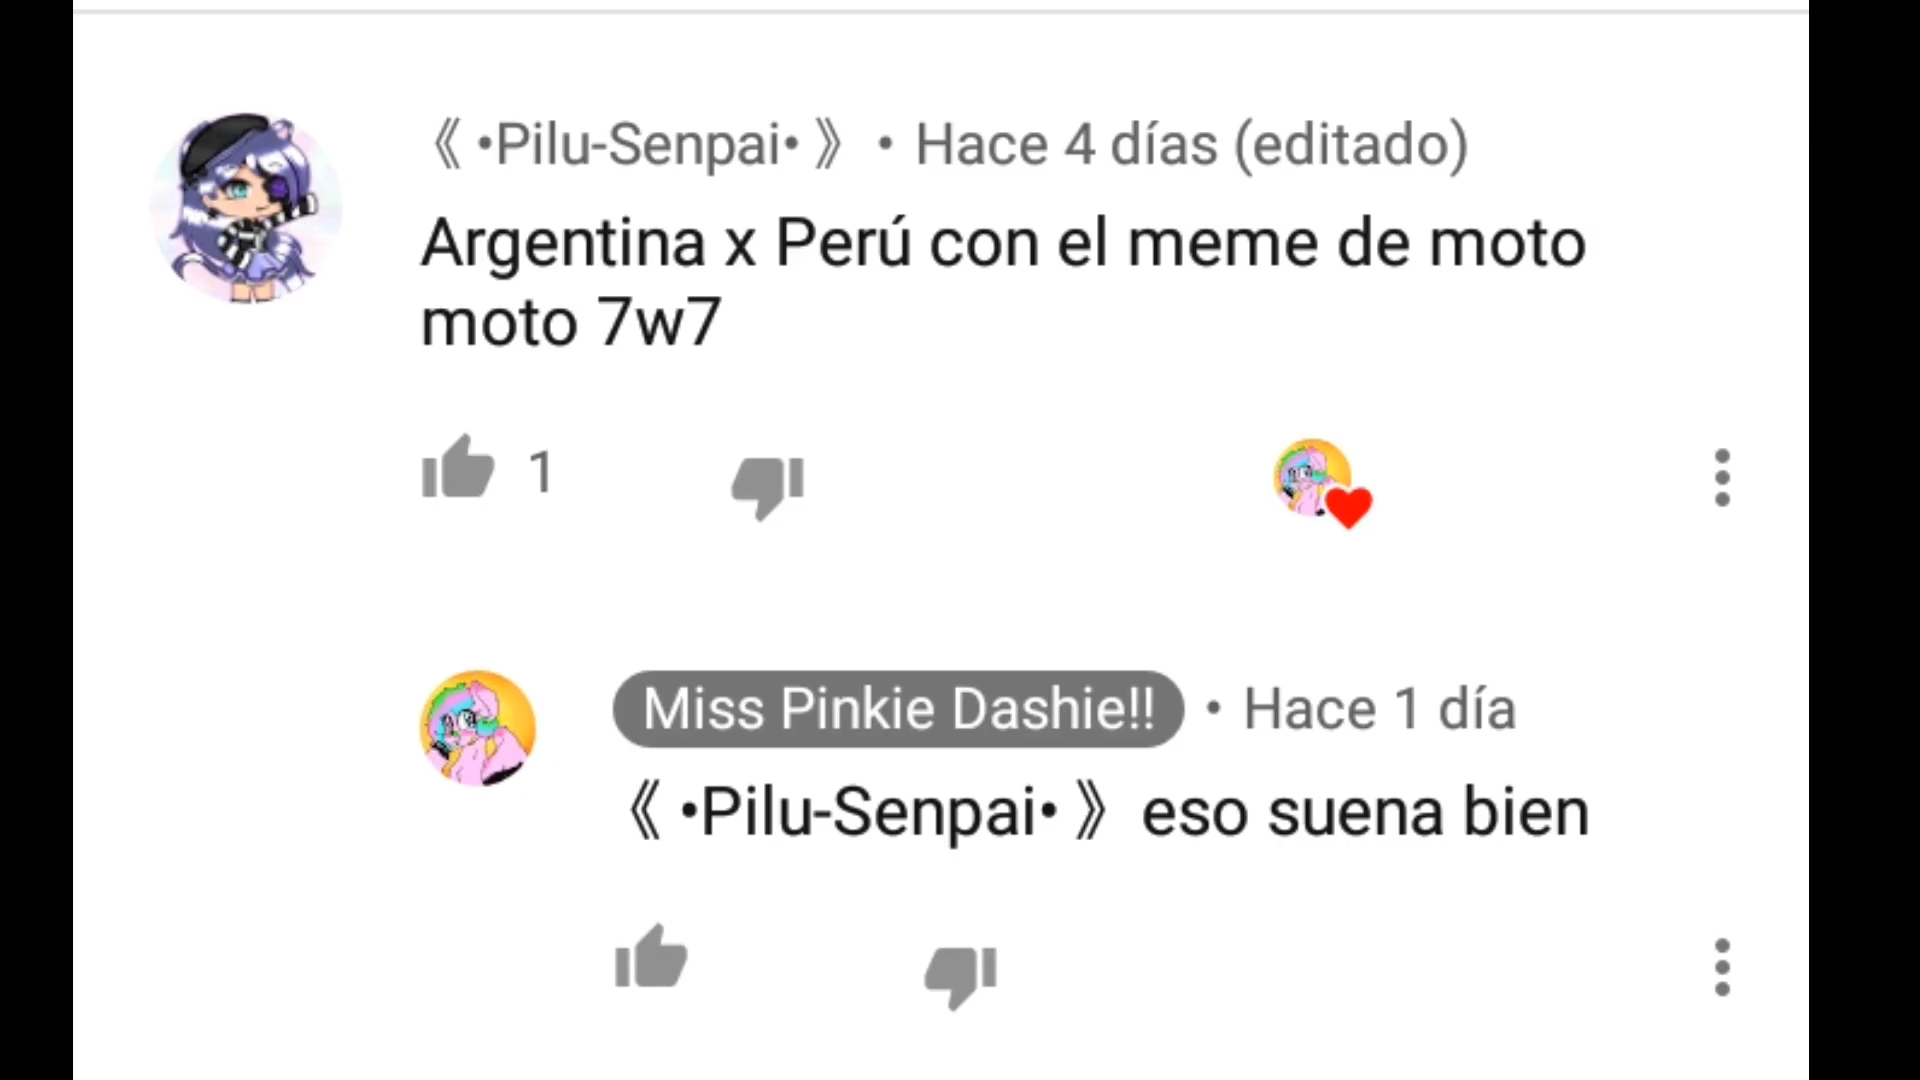 《 •Pilu-Senpai• 》 • Hace 4 días (editado)
Argentina x Perú con el meme de moto
moto 7w7
1
Miss Pinkie Dashie!! • Hace 1 día
《 •Pilu-Senpai• 》 eso suena bien